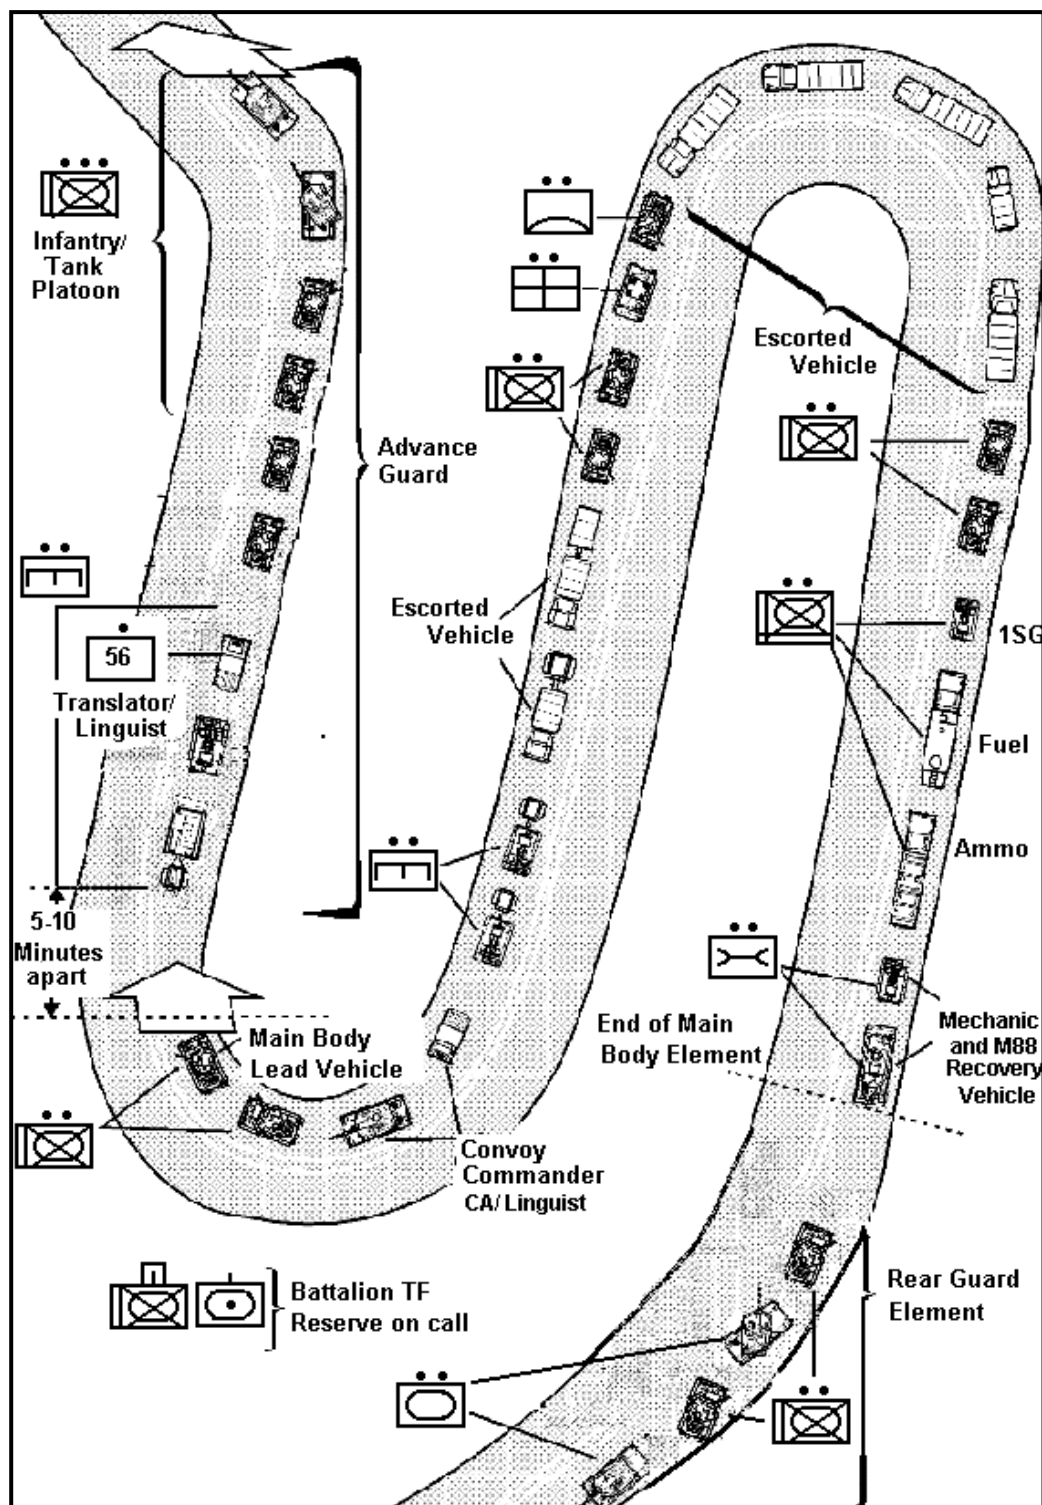 Infantry/
Tank
Platoon
Advance
Guard
56
Translator/
Linguist
5-10
Minutes
apart
Main Body
Lead Vehicle
Convoy
Commander
CA/ Linguist
Escorted
Vehicle
Escorted
Vehicle
1SG
Fuel
Ammo
Mechanic
and M88
Recovery
Vehicle
End of Main
Body Element
Rear Guard
Element
Battalion TF
Reserve on call